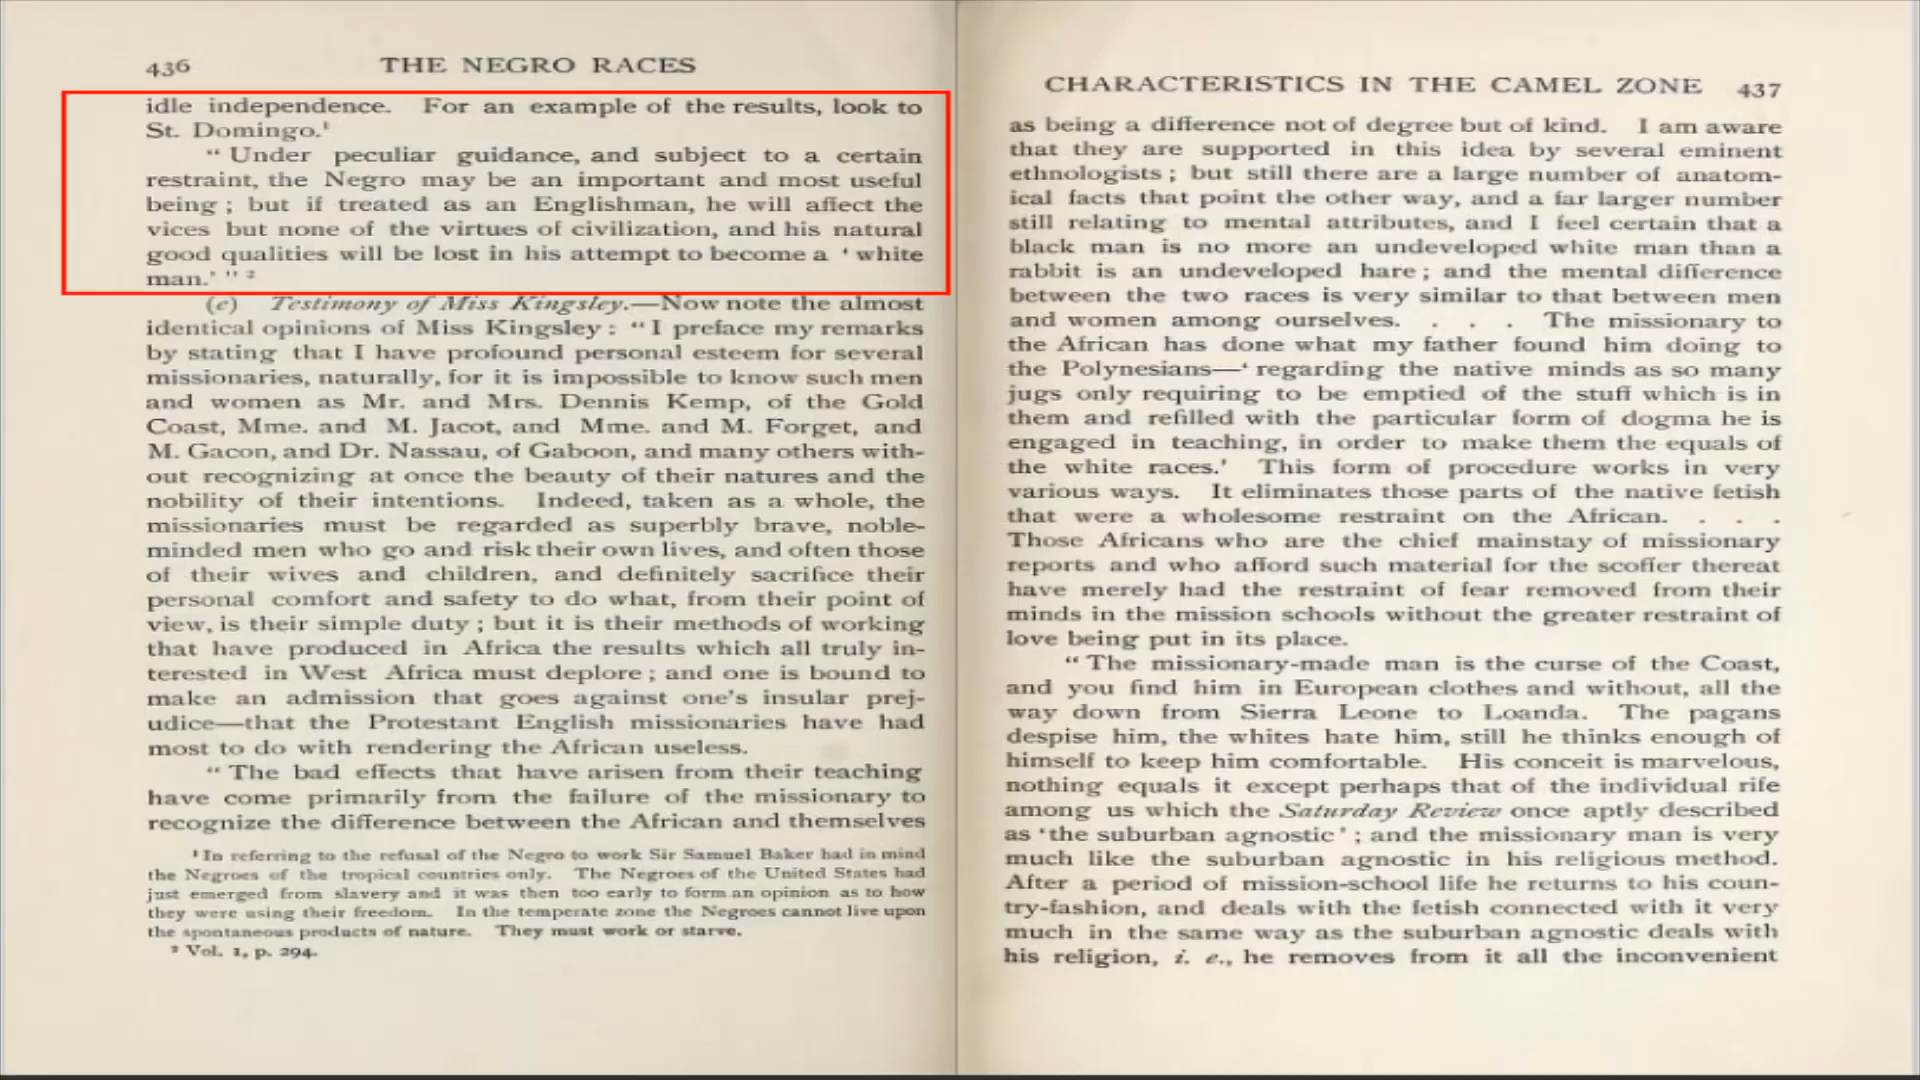 436 THE NEGRO RACES
idle independence. For an example of the results, look to
St. Domingo.¹
“ Under peculiar guidance, and subject to a certain
restraint, the Negro may be an important and most useful
being ; but if treated as an Englishman, he will affect the
vices but none of the virtues of civilization, and his natural
good qualities will be lost in his attempt to become a ‘ white
man.’ ” ²
(e) Testimony of Miss Kingsley.—Now note the almost
identical opinions of Miss Kingsley : “ I preface my remarks
by stating that I have profound personal esteem for several
missionaries, naturally, for it is impossible to know such men
and women as Mr. and Mrs. Dennis Kemp, of the Gold
Coast, Mme. and M. Jacot, and Mme. and M. Forget, and
M. Gacon, and Dr. Nassau, of Gaboon, and many others with-
out recognizing at once the beauty of their natures and the
nobility of their intentions. Indeed, taken as a whole, the
missionaries must be regarded as superbly brave, noble-
minded men who go and risk their own lives, and often those
of their wives and children, and definitely sacrifice their
personal comfort and safety to do what, from their point of
view, is their simple duty ; but it is their methods of working
that have produced in Africa the results which all truly in-
terested in West Africa must deplore ; and one is bound to
make an admission that goes against one’s insular prej-
udice—that the Protestant English missionaries have had
most to do with rendering the African useless.
“ The bad effects that have arisen from their teaching
have come primarily from the failure of the missionary to
recognize the difference between the African and themselves
¹ In referring to the refusal of the Negro to work Sir Samuel Baker had in mind
the Negroes of the tropical countries only. The Negroes of the United States had
just emerged from slavery and it was then too early to form an opinion as to how
they were using their freedom. In the temperate zone the Negroes cannot live upon
the spontaneous products of nature. They must work or starve.
² Vol. 1, p. 294.
CHARACTERISTICS IN THE CAMEL ZONE 437
as being a difference not of degree but of kind. I am aware
that they are supported in this idea by several eminent
ethnologists ; but still there are a large number of anatom-
ical facts that point the other way, and a far larger number
still relating to mental attributes, and I feel certain that a
black man is no more an undeveloped white man than a
rabbit is an undeveloped hare ; and the mental difference
between the two races is very similar to that between men
and women among ourselves. . . . The missionary to
the African has done what my father found him doing to
the Polynesians—‘ regarding the native minds as so many
jugs only requiring to be emptied of the stuff which is in
them and refilled with the particular form of dogma he is
engaged in teaching, in order to make them the equals of
the white races.’ This form of procedure works in very
various ways. It eliminates those parts of the native fetish
that were a wholesome restraint on the African. . . .
Those Africans who are the chief mainstay of missionary
reports and who afford such material for the scoffer thereat
have merely had the restraint of fear removed from their
minds in the mission schools without the greater restraint of
love being put in its place.
“ The missionary-made man is the curse of the Coast,
and you find him in European clothes and without, all the
way down from Sierra Leone to Loanda. The pagans
despise him, the whites hate him, still he thinks enough of
himself to keep him comfortable. His conceit is marvelous,
nothing equals it except perhaps that of the individual rife
among us which the Saturday Review once aptly described
as ‘the suburban agnostic’ ; and the missionary man is very
much like the suburban agnostic in his religious method.
After a period of mission-school life he returns to his coun-
try-fashion, and deals with the fetish connected with it very
much in the same way as the suburban agnostic deals with
his religion, i. e., he removes from it all the inconvenient